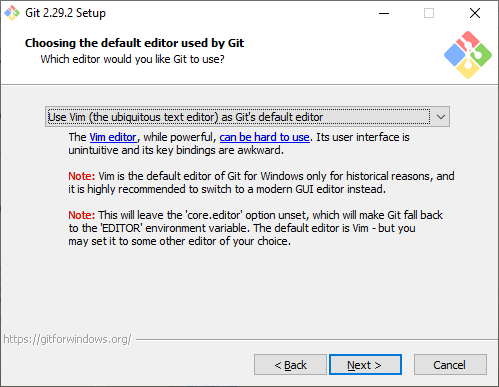 Git 2.29.2 Setup
Choosing the default editor used by Git
Which editor would you like Git to use?
Use Vim (the ubiquitous text editor) as Git's default editor
The Vim editor, while powerful, can be hard to use. Its user interface is
unintuitive and its key bindings are awkward.
Note: Vim is the default editor of Git for Windows only for historical reasons, and
it is highly recommended to switch to a modern GUI editor instead.
Note: This will leave the 'core.editor' option unset, which will make Git fall back
to the 'EDITOR' environment variable. The default editor is Vim - but you
may set it to some other editor of your choice.
https://gitforwindows.org/
< Back
Next >
Cancel